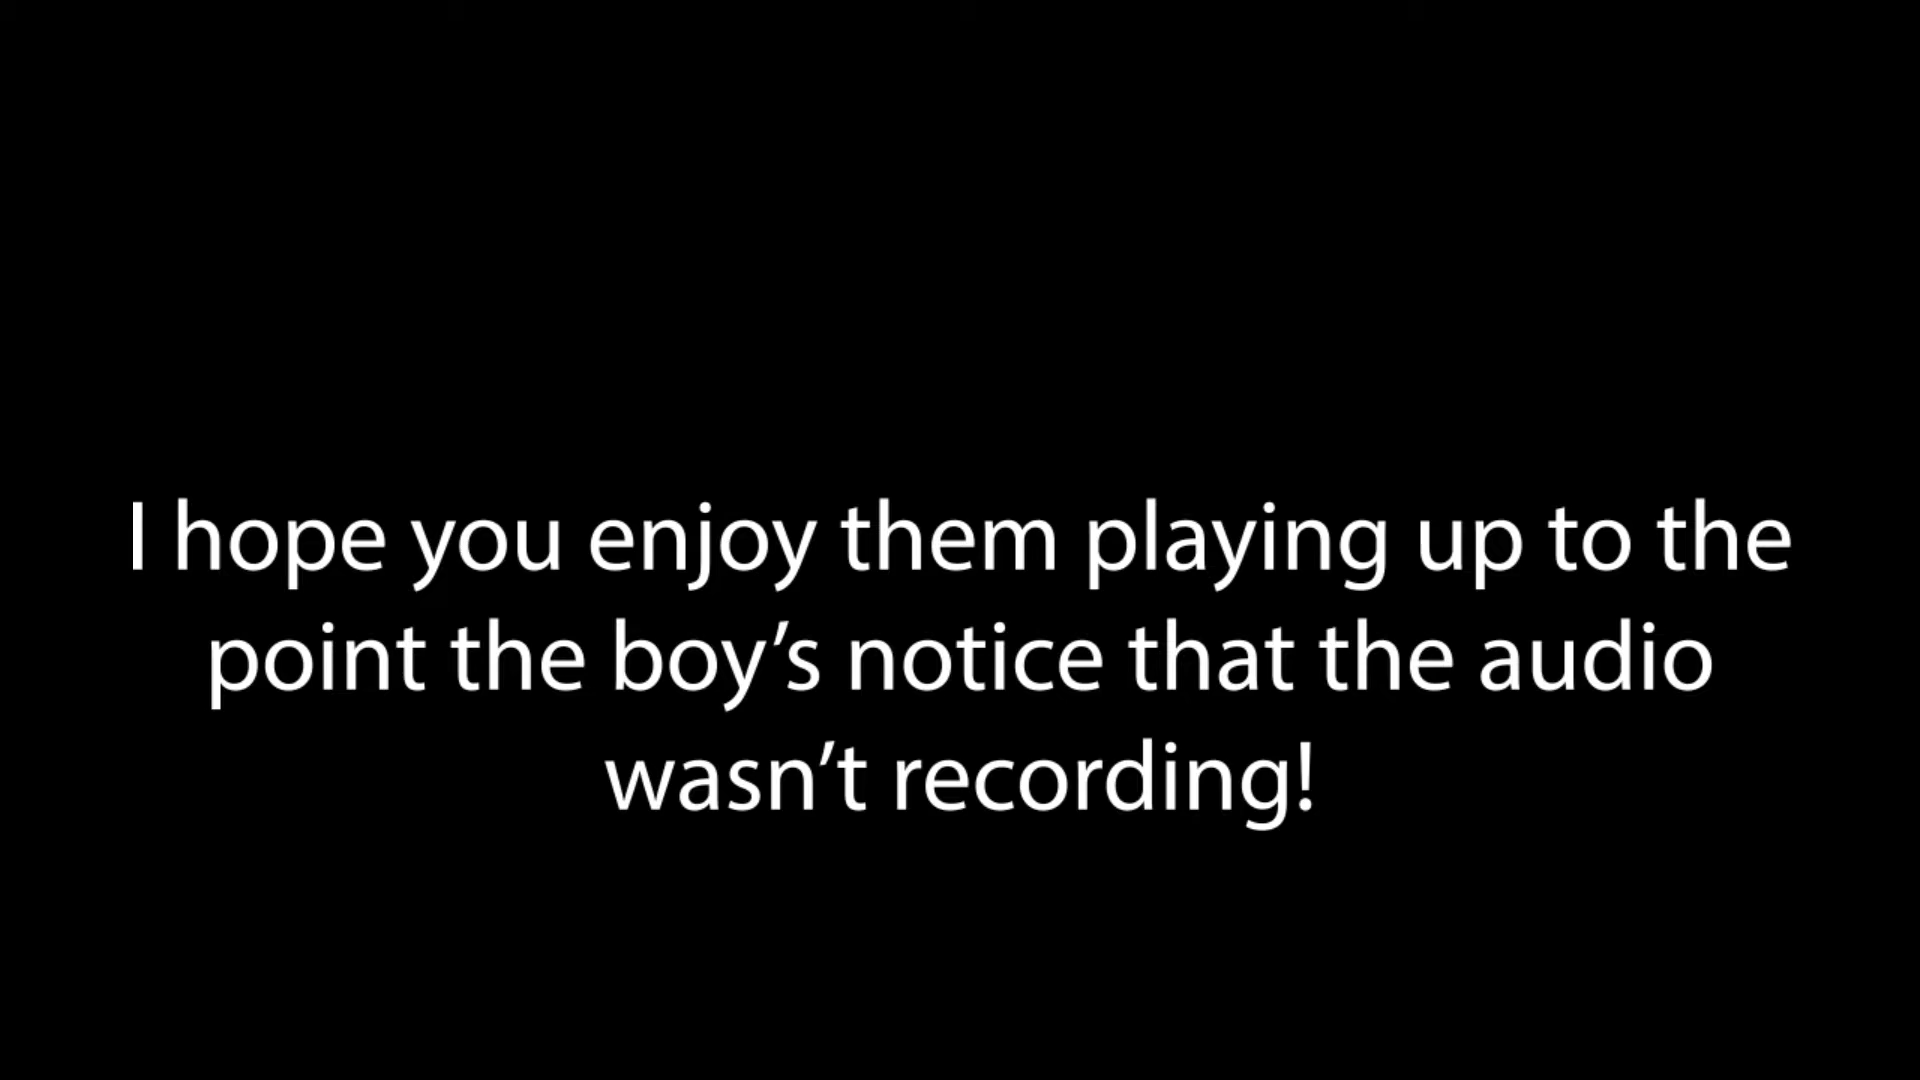 I hope you enjoy them playing up to the
point the boy’s notice that the audio
wasn’t recording!